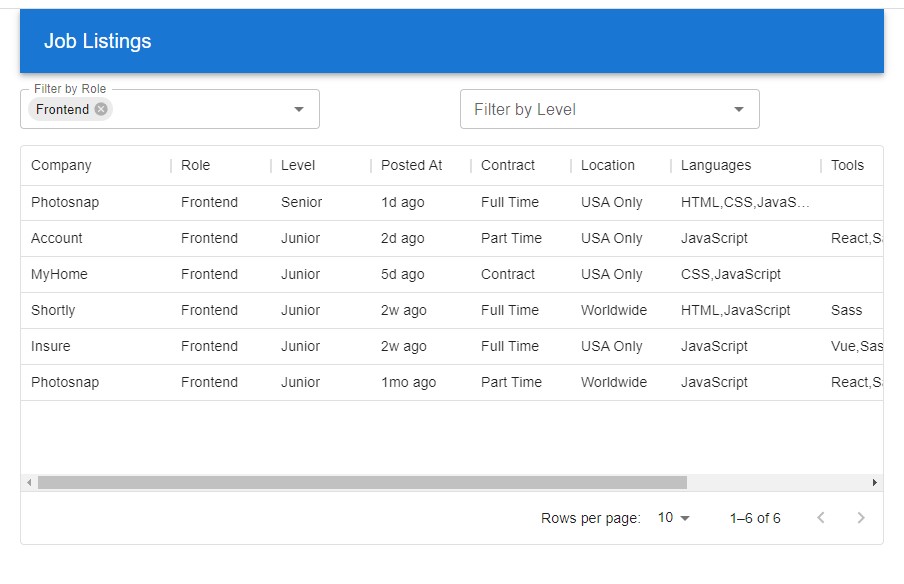 Job Listings
Filter by Role
Frontend
Filter by Level
Company Role Level Posted At Contract Location Languages Tools
Photosnap Frontend Senior 1d ago Full Time USA Only HTML,CSS,JavaS...
Account Frontend Junior 2d ago Part Time USA Only JavaScript React,S
MyHome Frontend Junior 5d ago Contract USA Only CSS,JavaScript
Shortly Frontend Junior 2w ago Full Time Worldwide HTML,JavaScript Sass
Insure Frontend Junior 2w ago Full Time USA Only JavaScript Vue,Sas
Photosnap Frontend Junior 1mo ago Part Time Worldwide JavaScript React,S
Rows per page: 10 1–6 of 6